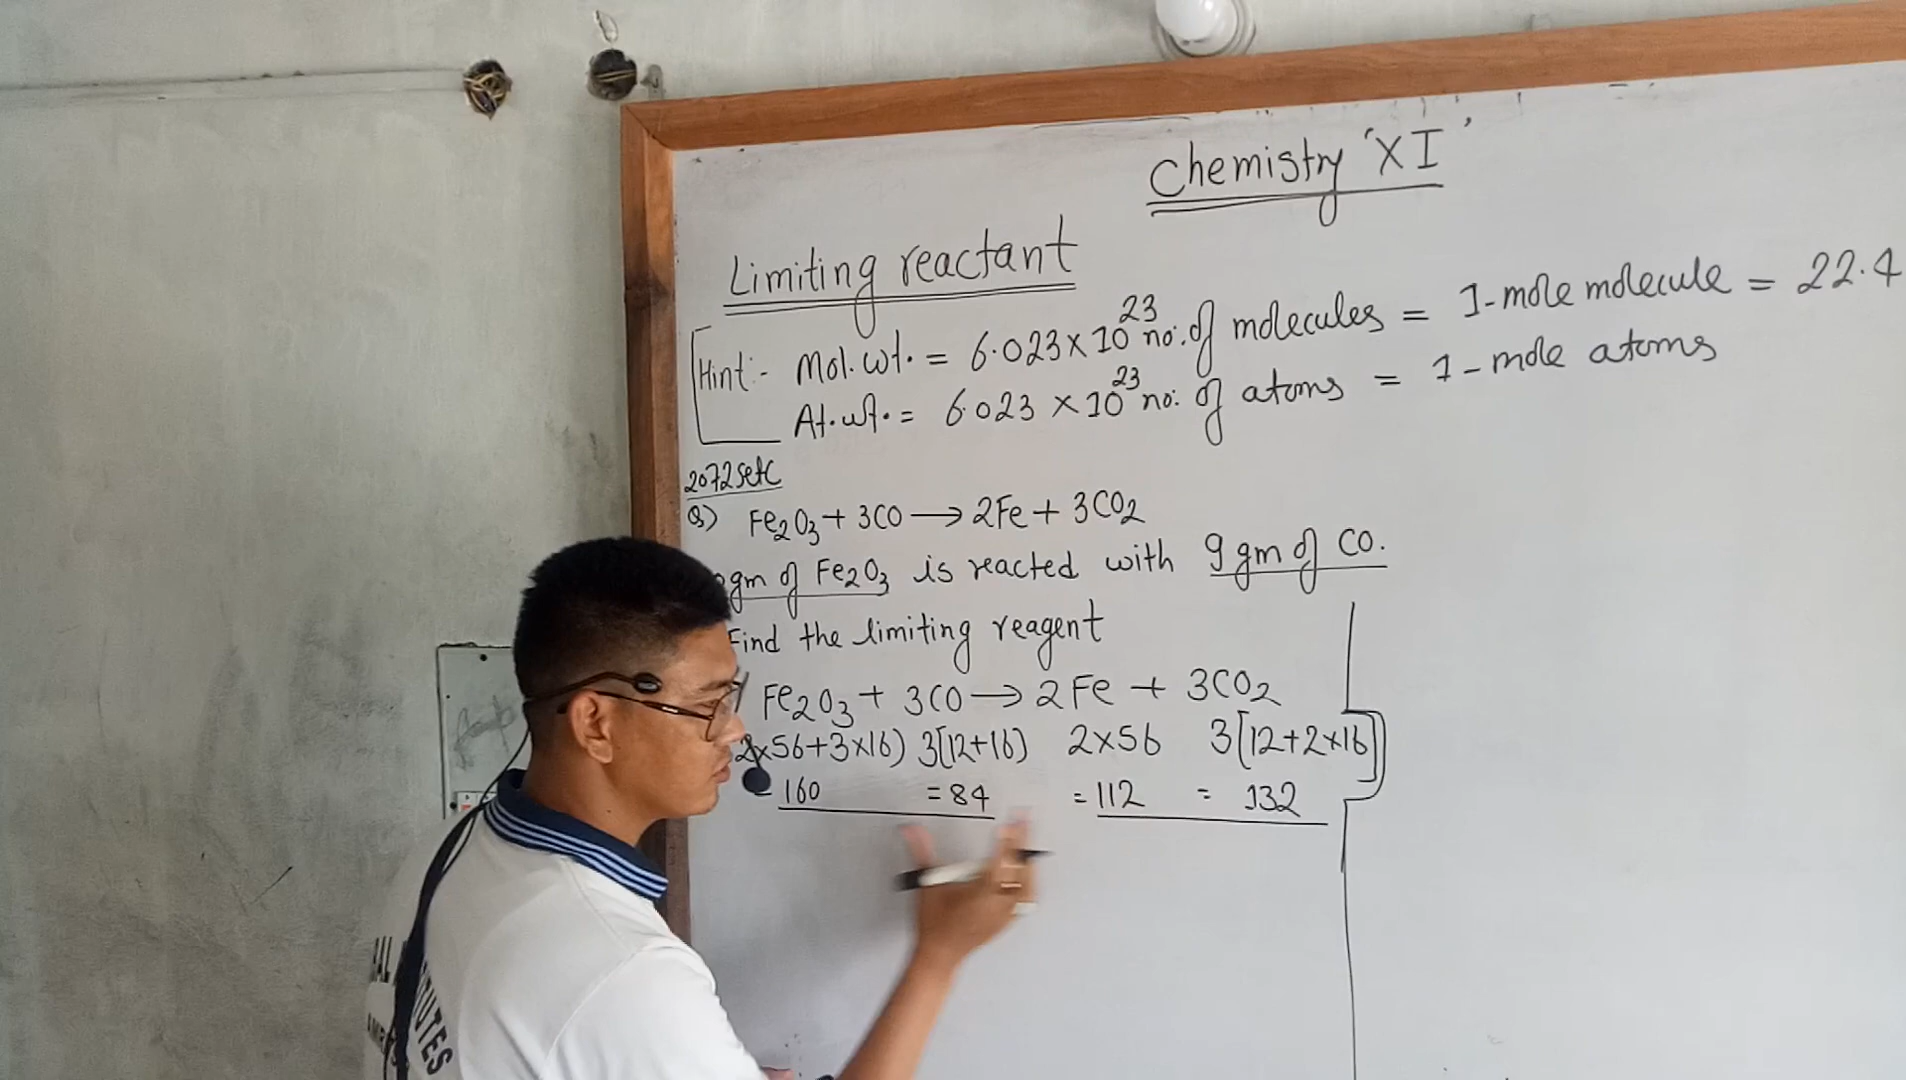 Chemistry 'XI'
Limiting reactant
Hint:- Mol. wt. = 6.023 x 10^23 no. of molecules = 1-mole molecule = 22.4
At. wt. = 6.023 x 10^23 no. of atoms = 1-mole atoms
2072 Set C
Q) Fe2O3 + 3CO → 2Fe + 3CO2
gm of Fe2O3 is reacted with 9 gm of CO.
Find the limiting reagent
Fe2O3 + 3CO → 2Fe + 3CO2
2x56+3x16) 3[12+16) 2x56 3[12+2x16]
160 = 84 = 112 = 132